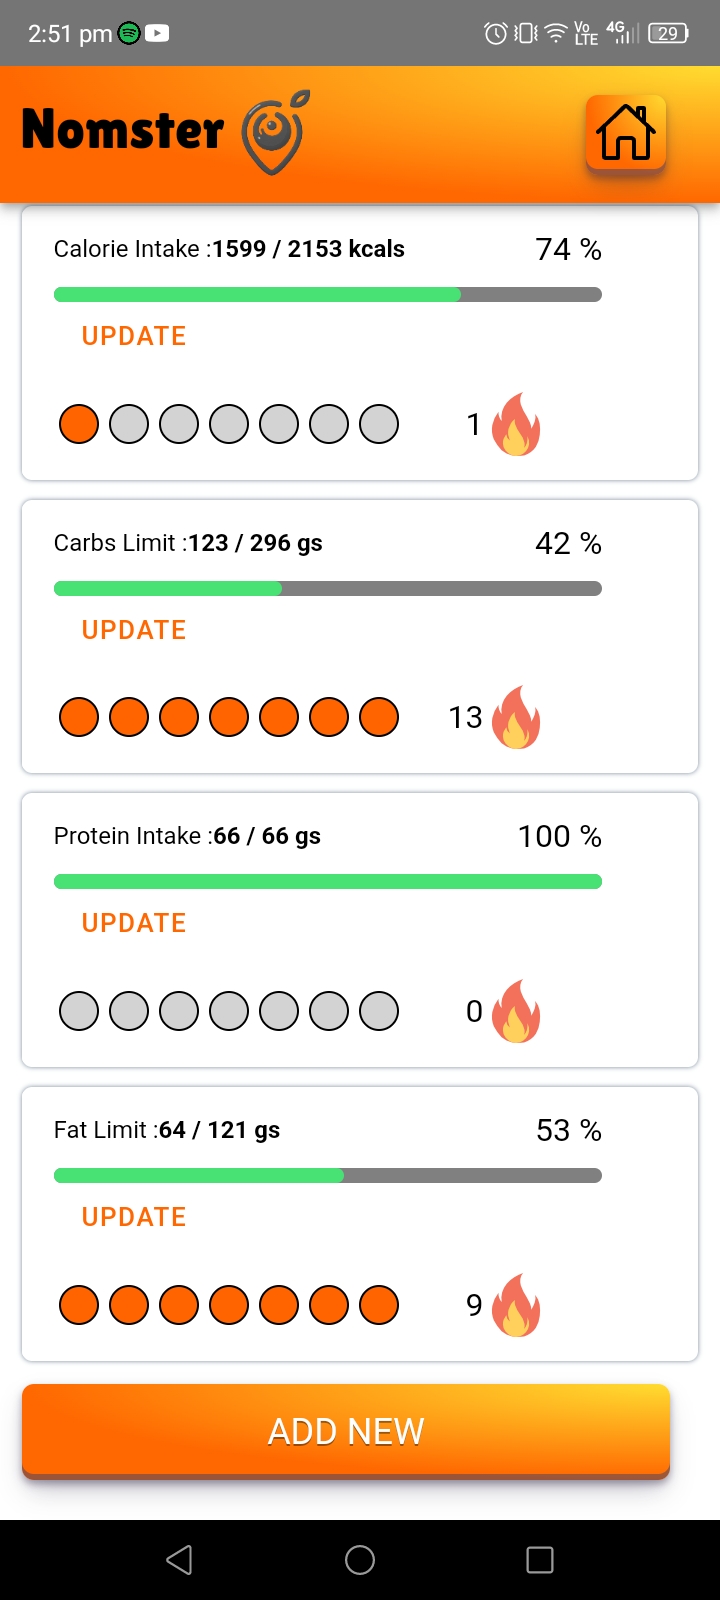 2:51 pm Vo LTE 4G 29
Nomster
Calorie Intake :1599 / 2153 kcals 74 %
UPDATE
1
Carbs Limit :123 / 296 gs 42 %
UPDATE
13
Protein Intake :66 / 66 gs 100 %
UPDATE
0
Fat Limit :64 / 121 gs 53 %
UPDATE
9
ADD NEW